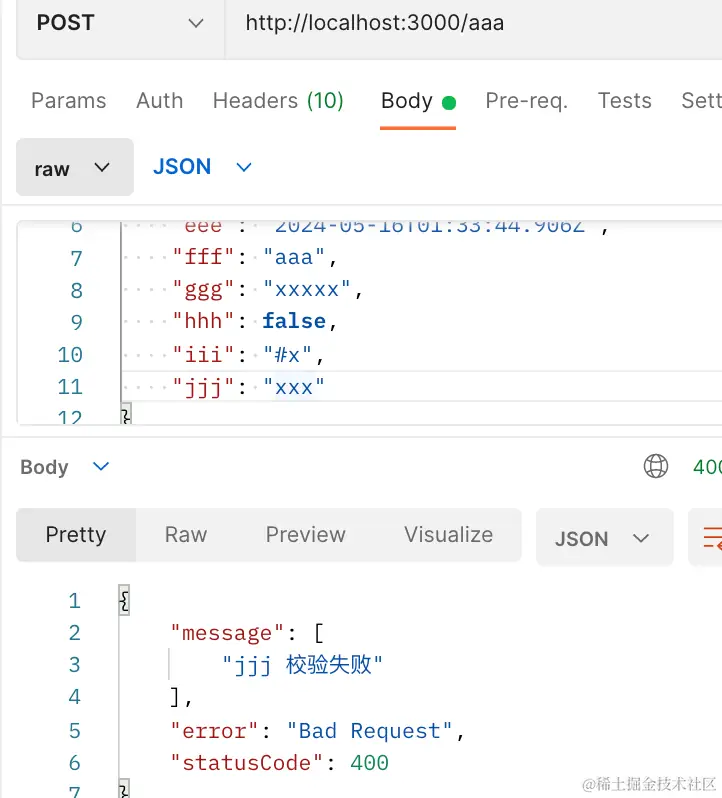 POST http://localhost:3000/aaa
Params Auth Headers (10) Body Pre-req. Tests Sett
raw JSON
6 "eee": "2024-05-16T01:33:44.906Z",
7 "fff": "aaa",
8 "ggg": "xxxxx",
9 "hhh": false,
10 "iii": "#x",
11 "jjj": "xxx"
12 }
Body 400
Pretty Raw Preview Visualize JSON
1 {
2 "message": [
3 "jjj 校验失败"
4 ],
5 "error": "Bad Request",
6 "statusCode": 400
7 }
@稀土掘金技术社区